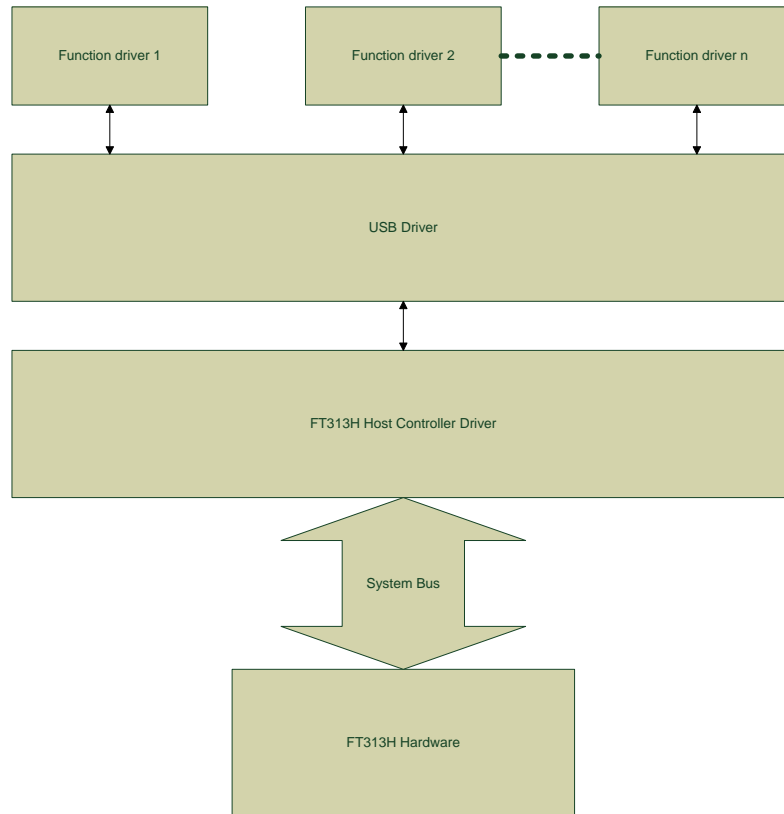 Function driver 1
Function driver 2
Function driver n
USB Driver
FT313H Host Controller Driver
System Bus
FT313H Hardware